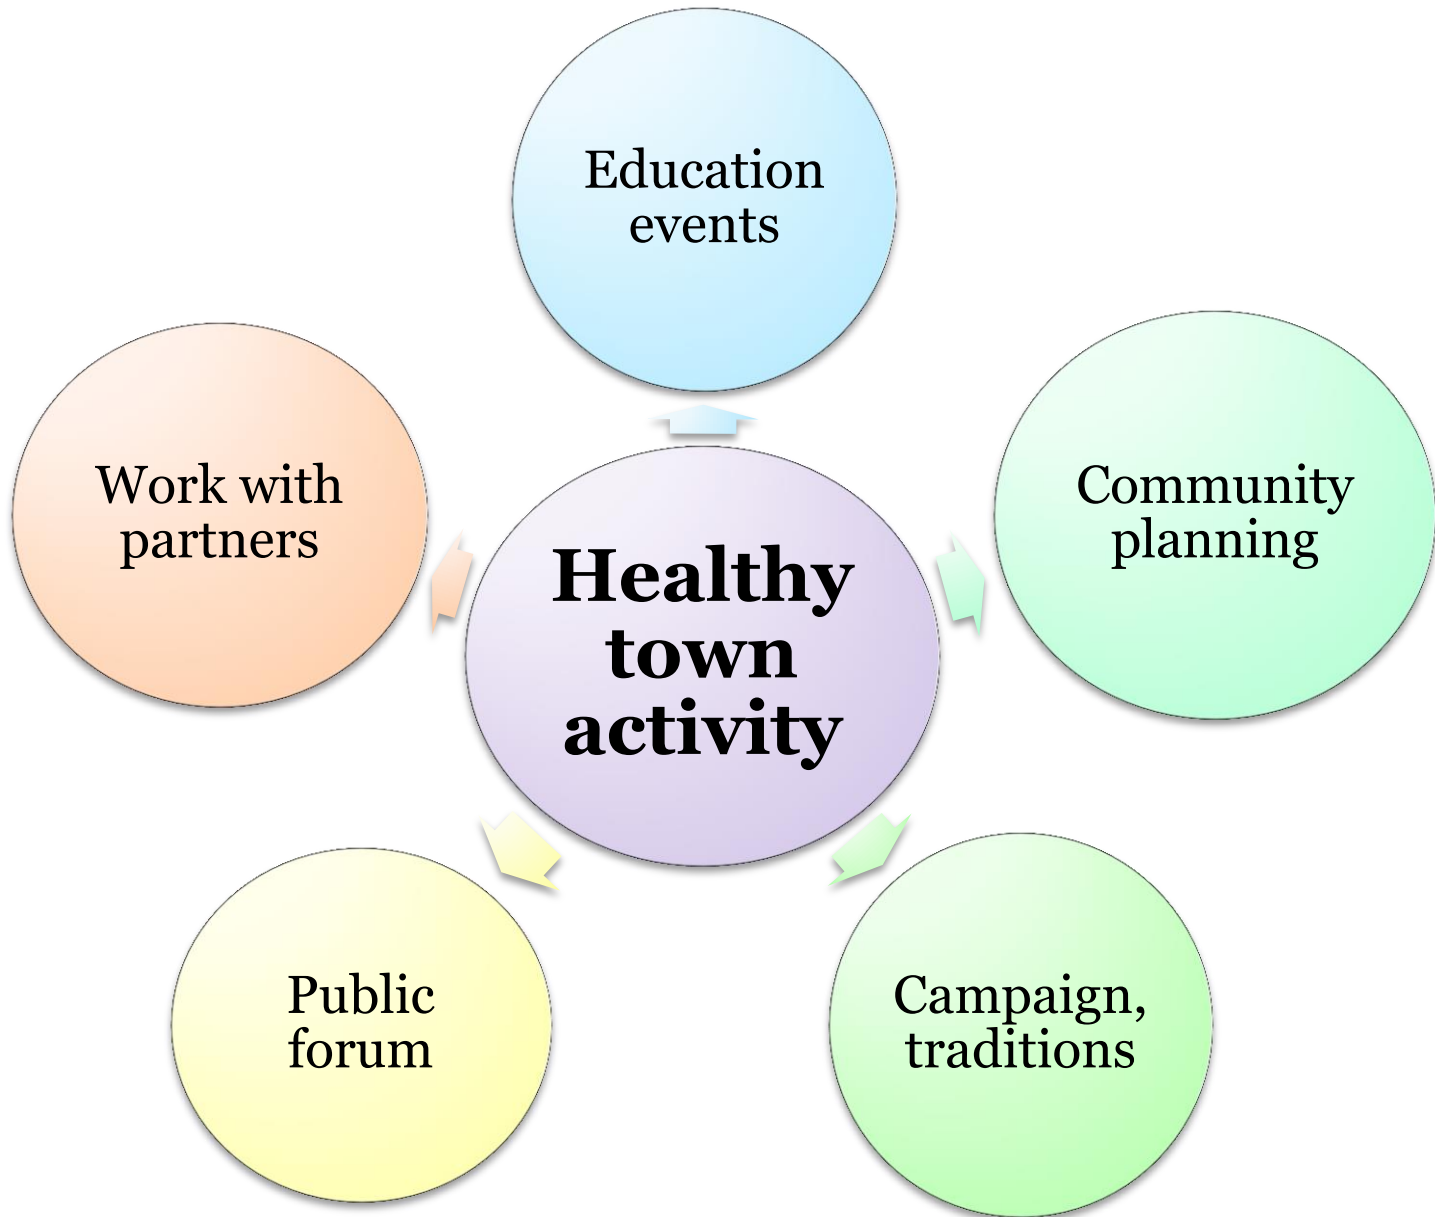 Education
events
Work with
partners
Community
planning
Healthy
town
activity
Public
forum
Campaign,
traditions